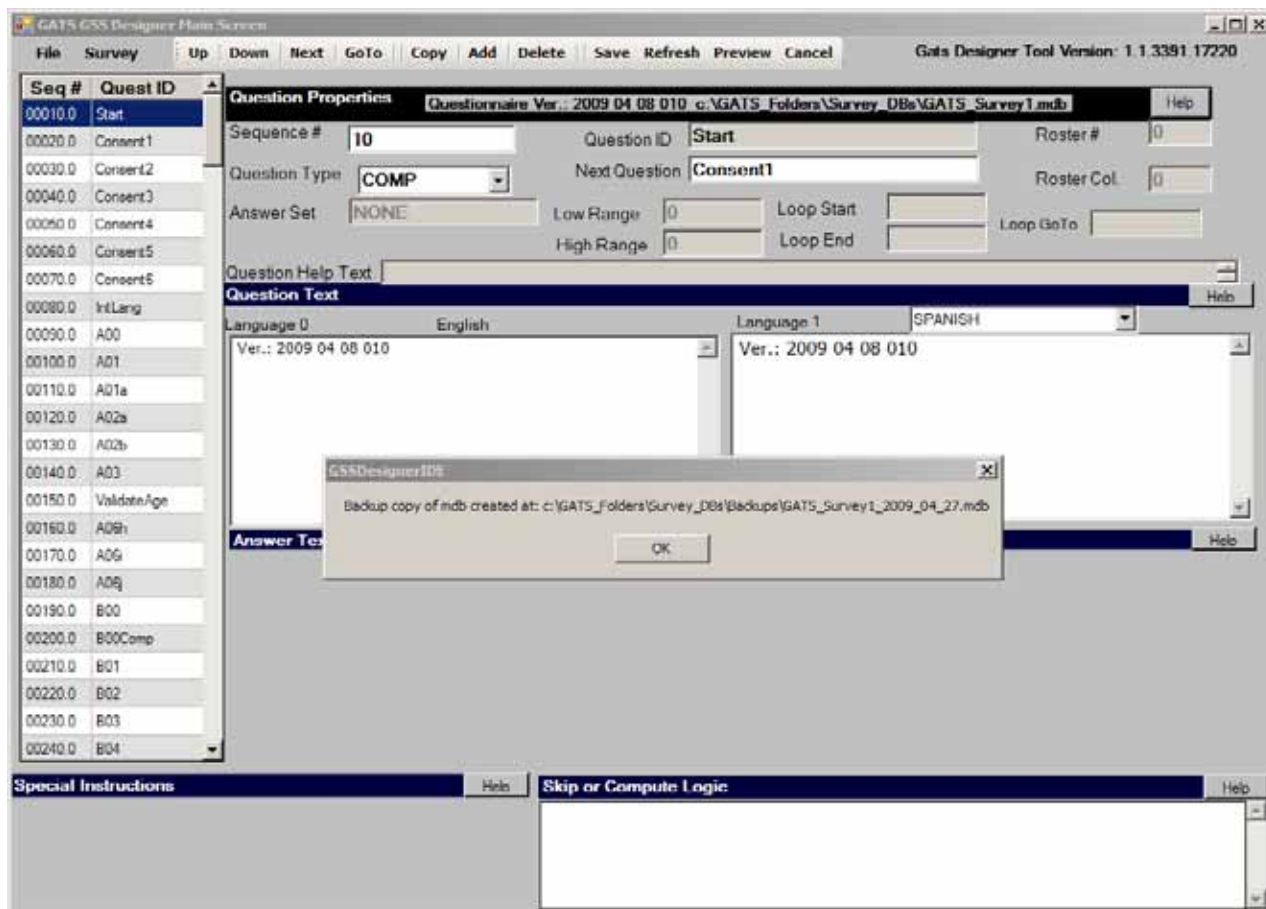 GATS GSS Designer Main Screen
File Survey Up Down Next GoTo Copy Add Delete Save Refresh Preview Cancel Gats Designer Tool Version: 1.1.3391.17220
Seq # Quest ID
00010.0 Start
00020.0 Consent1
00030.0 Consent2
00040.0 Consent3
00050.0 Consent4
00060.0 Consent5
00070.0 Consent6
00080.0 IntLang
00090.0 A00
00100.0 A01
00110.0 A01a
00120.0 A02a
00130.0 A02b
00140.0 A03
00150.0 ValidateAge
00160.0
00170.0
00180.0
00190.0 B00
00200.0 B00Comp
00210.0 B01
00220.0 B02
00230.0 B03
00240.0 B04
Question Properties Questionnaire Ver.: 2009 04 08 010 c:\GATS_Folders\Survey_DBs\GATS_Survey1.mdb Help
Sequence # 10 Question ID Start Roster # 0
Question Type COMP Next Question Consent1 Roster Col. 0
Answer Set NONE Low Range 0 Loop Start Loop GoTo
High Range 0 Loop End
Question Help Text
Question Text Help
Language 0 English Language 1 SPANISH
Ver.: 2009 04 08 010 Ver.: 2009 04 08 010
GSSDesignerIDE
Backup copy of mdb created at: c:\GATS_Folders\Survey_DBs\Backups\GATS_Survey1_2009_04_27.mdb
OK
Answer Tex Help
Special Instructions Help Skip or Compute Logic Help